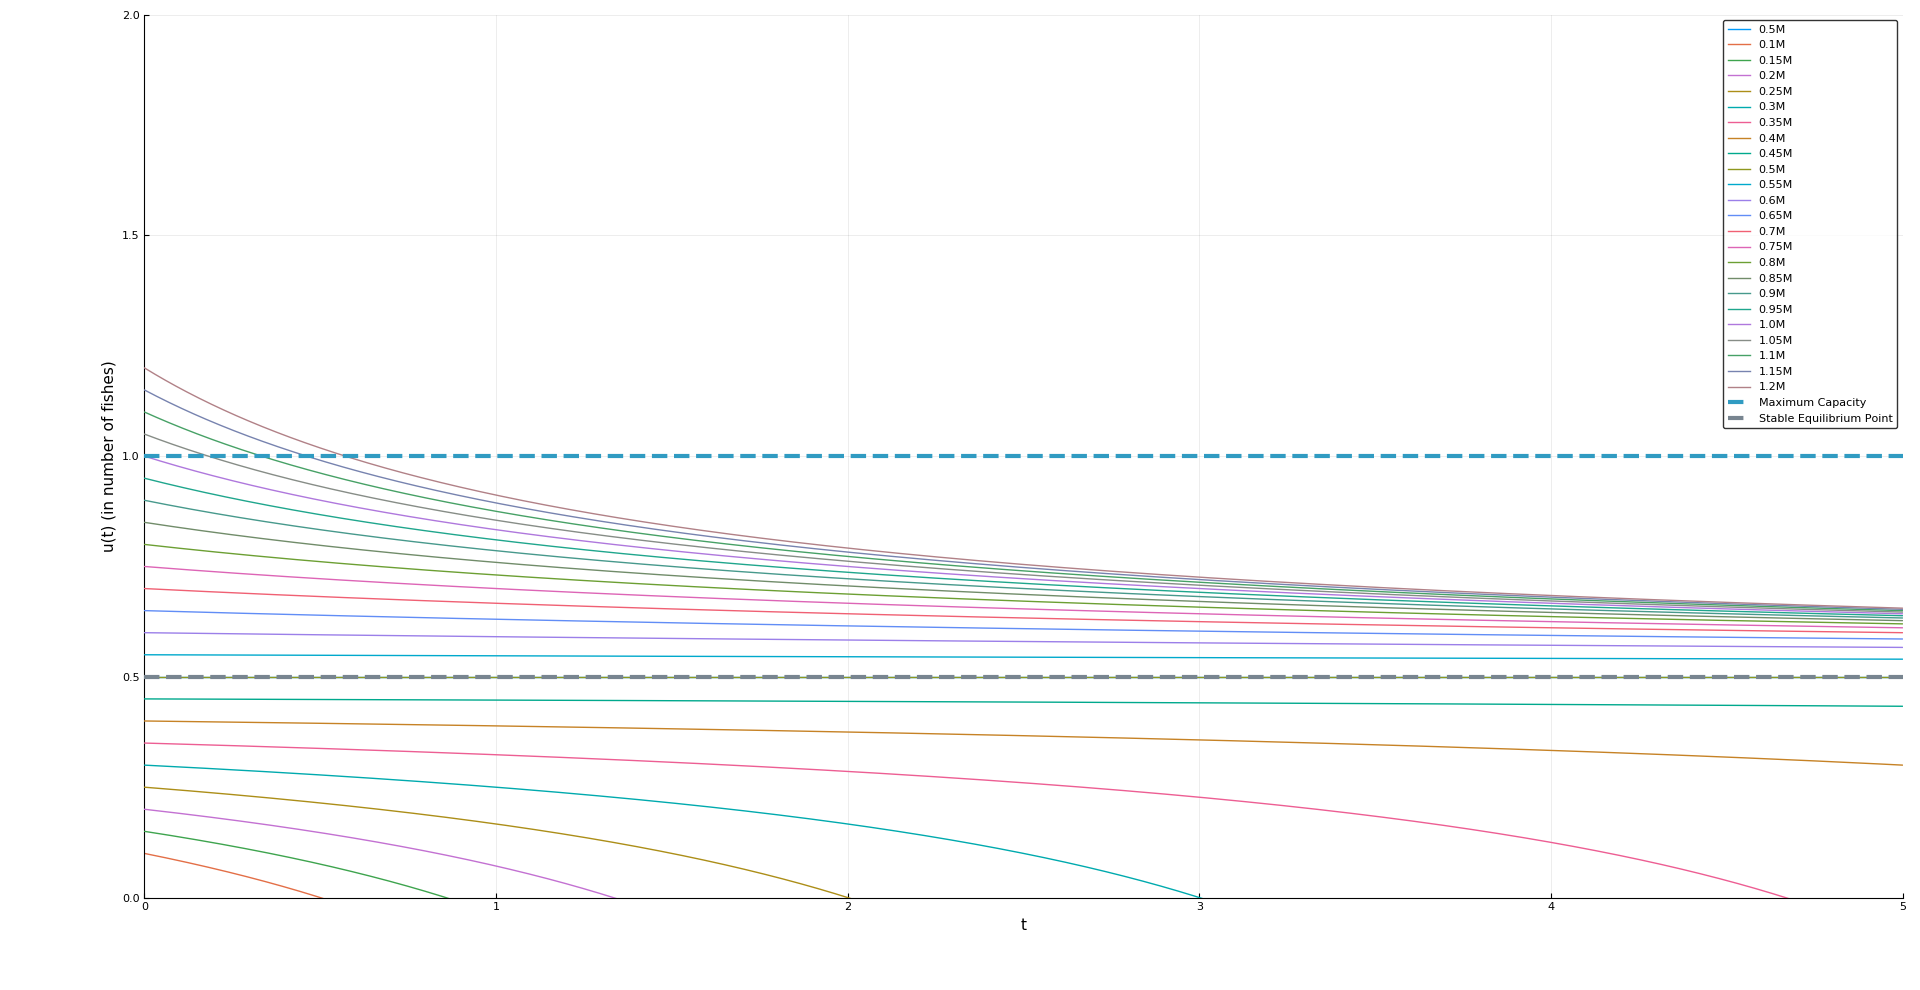 2.0
1.5
1.0
0.5
0.0
u(t) (in number of fishes)
0 1 2 3 4 5
t
0.5M
0.1M
0.15M
0.2M
0.25M
0.3M
0.35M
0.4M
0.45M
0.5M
0.55M
0.6M
0.65M
0.7M
0.75M
0.8M
0.85M
0.9M
0.95M
1.0M
1.05M
1.1M
1.15M
1.2M
Maximum Capacity
Stable Equilibrium Point